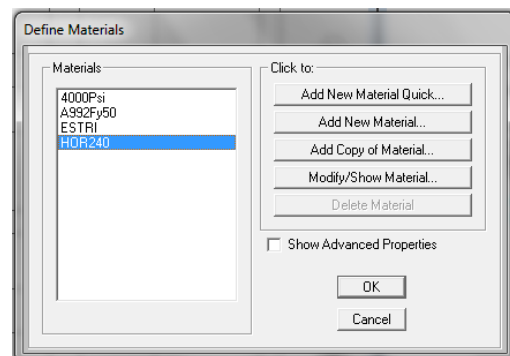 Define Materials
Materials
4000Psi
A992Fy50
ESTRI
HOR240
Click to:
Add New Material Quick...
Add New Material...
Add Copy of Material...
Modify/Show Material...
Delete Material
Show Advanced Properties
OK
Cancel